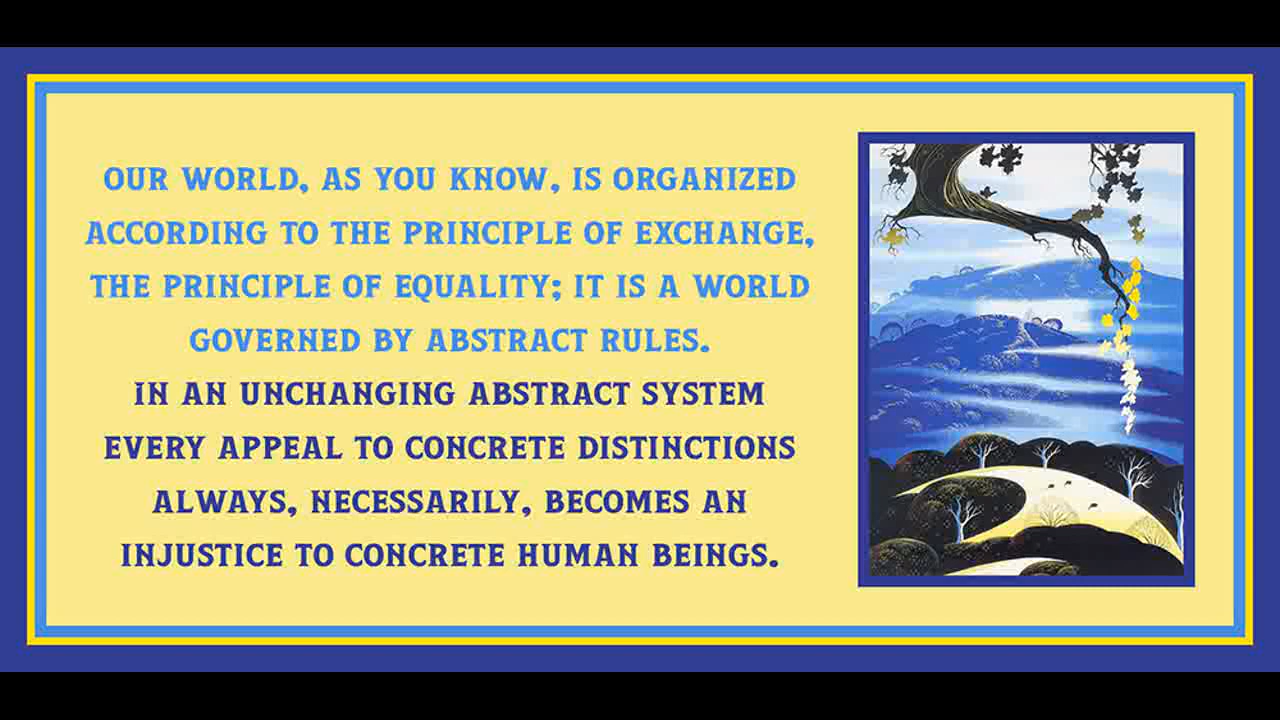 OUR WORLD, AS YOU KNOW, IS ORGANIZED
ACCORDING TO THE PRINCIPLE OF EXCHANGE,
THE PRINCIPLE OF EQUALITY; IT IS A WORLD
GOVERNED BY ABSTRACT RULES.
IN AN UNCHANGING ABSTRACT SYSTEM
EVERY APPEAL TO CONCRETE DISTINCTIONS
ALWAYS, NECESSARILY, BECOMES AN
INJUSTICE TO CONCRETE HUMAN BEINGS.